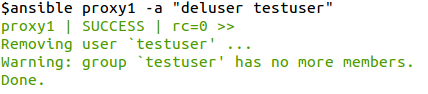 $ansible proxy1 -a "deluser testuser"
proxy1 | SUCCESS | rc=0 >>
Removing user `testuser' ...
Warning: group `testuser' has no more members.
Done.